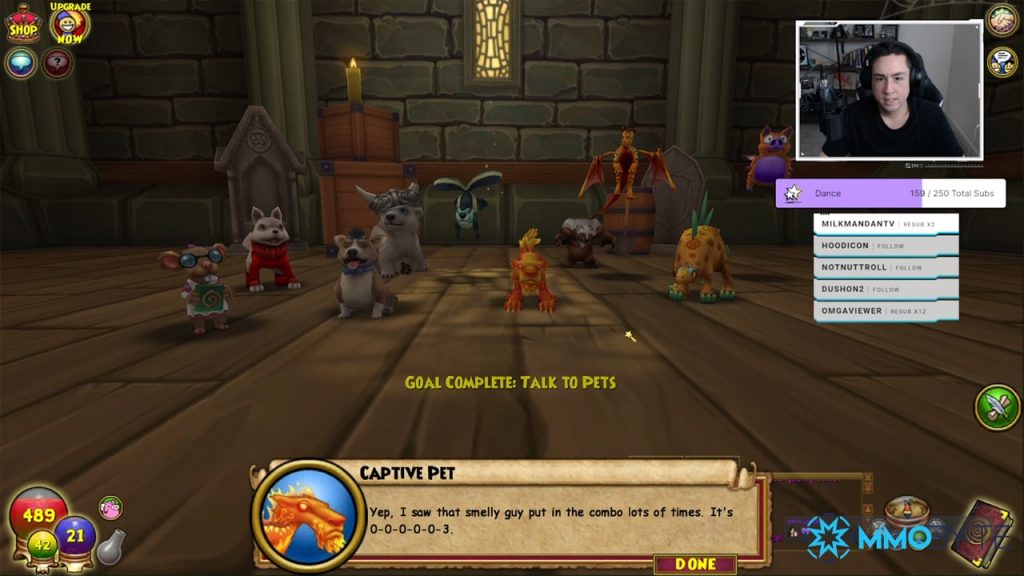 UPGRADE
SHOP
NOW
?
Dance
159 / 250 Total Subs
MILKMANDANTV | RESUB X2
HOODICON | FOLLOW
NOTNUTTROLL | FOLLOW
DUSHON2 | FOLLOW
OMGAVIEWER | RESUB X12
GOAL COMPLETE: TALK TO PETS
CAPTIVE PET
Yep, I saw that smelly guy put in the combo lots of times. It's
0-0-0-0-0-3.
DONE
489
42
21
MMO